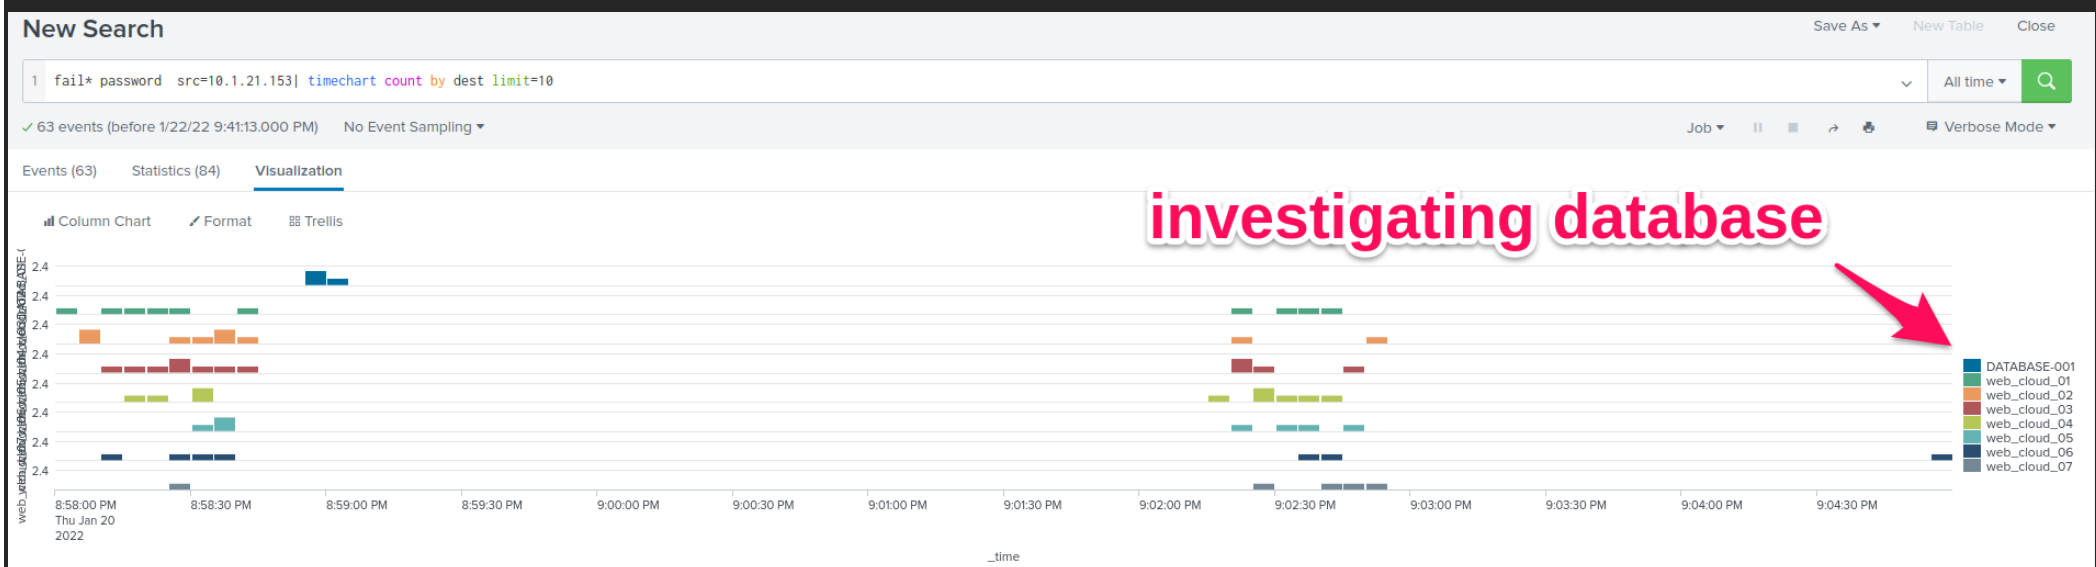 New Search
Save As New Table Close
1 fail* password src=10.1.21.153| timechart count by dest limit=10
All time
63 events (before 1/22/22 9:41:13.000 PM) No Event Sampling
Job Verbose Mode
Events (63) Statistics (84) Visualization
investigating database
Column Chart Format Trellis
2.4
2.4
2.4
2.4
2.4
2.4
2.4
2.4
DATABASE-001
web_cloud_01
web_cloud_02
web_cloud_03
web_cloud_04
web_cloud_05
web_cloud_06
web_cloud_07
8:58:00 PM 8:58:30 PM 8:59:00 PM 8:59:30 PM 9:00:00 PM 9:00:30 PM 9:01:00 PM 9:01:30 PM 9:02:00 PM 9:02:30 PM 9:03:00 PM 9:03:30 PM 9:04:00 PM 9:04:30 PM
Thu Jan 20
2022
_time